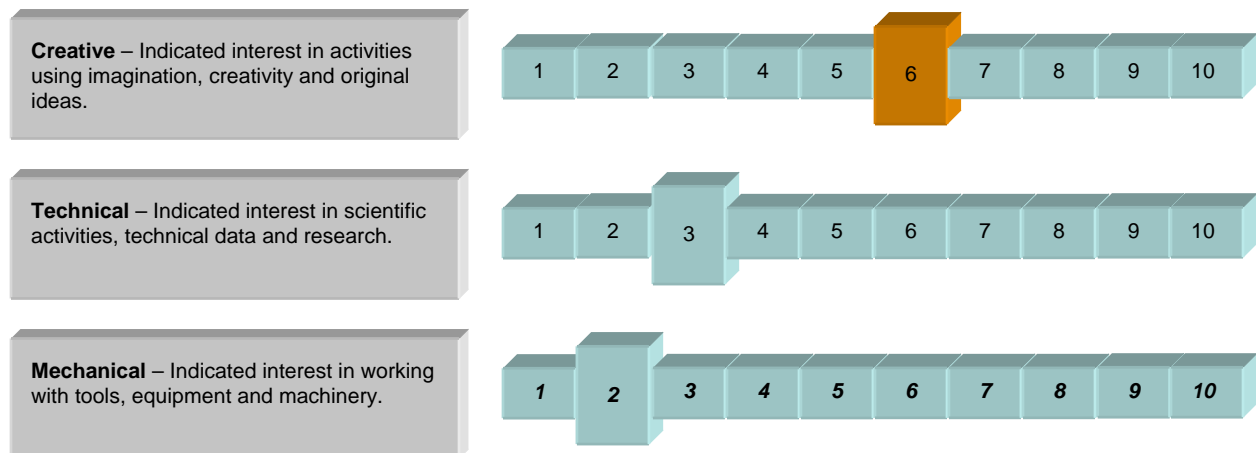 Creative – Indicated interest in activities
using imagination, creativity and original
ideas.
1 2 3 4 5 6 7 8 9 10
Technical – Indicated interest in scientific
activities, technical data and research.
1 2 3 4 5 6 7 8 9 10
Mechanical – Indicated interest in working
with tools, equipment and machinery.
1 2 3 4 5 6 7 8 9 10